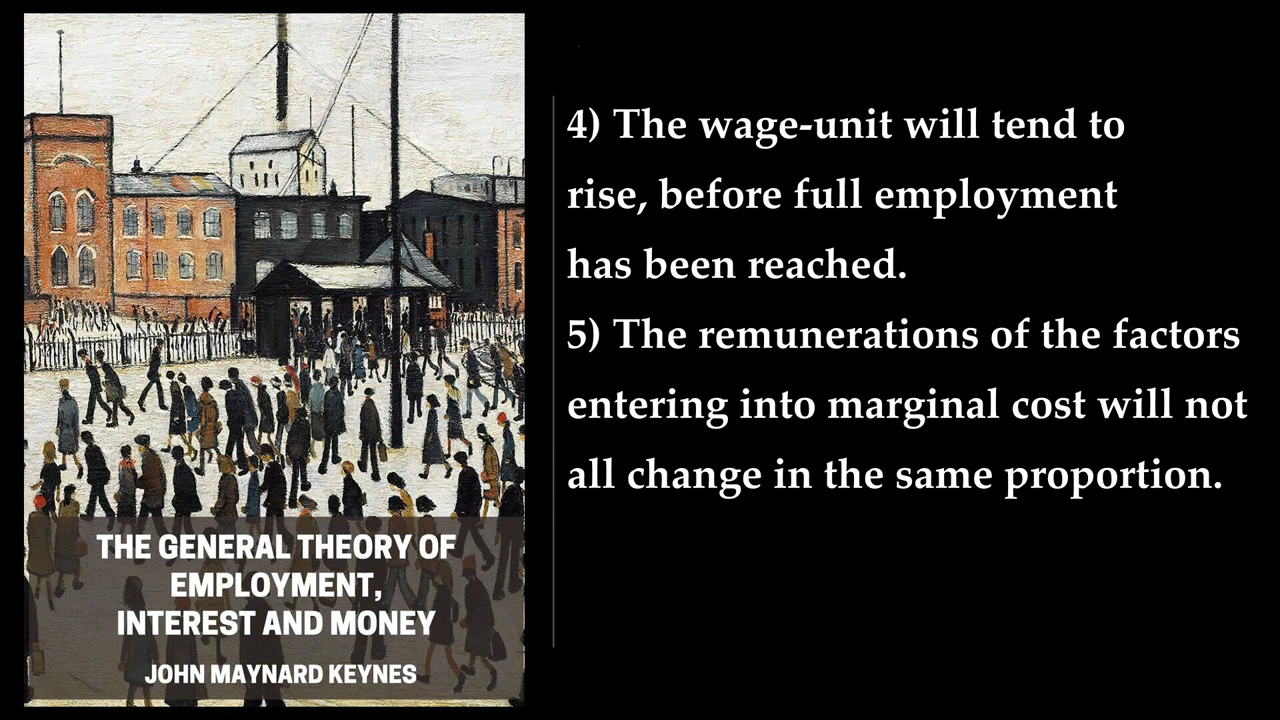 4) The wage-unit will tend to
rise, before full employment
has been reached.
5) The remunerations of the factors
entering into marginal cost will not
all change in the same proportion.
THE GENERAL THEORY OF
EMPLOYMENT,
INTEREST AND MONEY
JOHN MAYNARD KEYNES